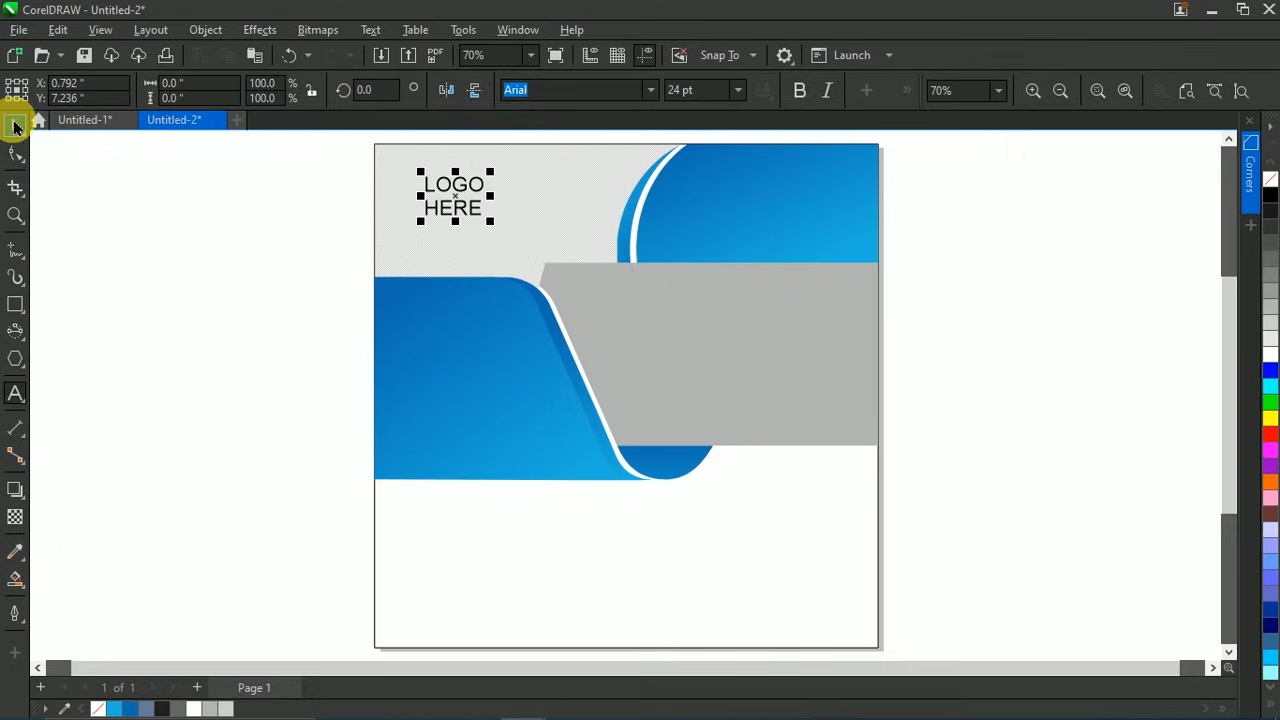 CorelDRAW - Untitled-2*
File Edit View Layout Object Effects Bitmaps Text Table Tools Window Help
PDF 70% Snap To Launch
X: 0.792 " 0.0 " 100.0 % 0.0 Arial 24 pt B I 70%
Y: 7.236 " 0.0 " 100.0 %
Untitled-1* Untitled-2*
Corners
LOGO
HERE
A
1 of 1 Page 1